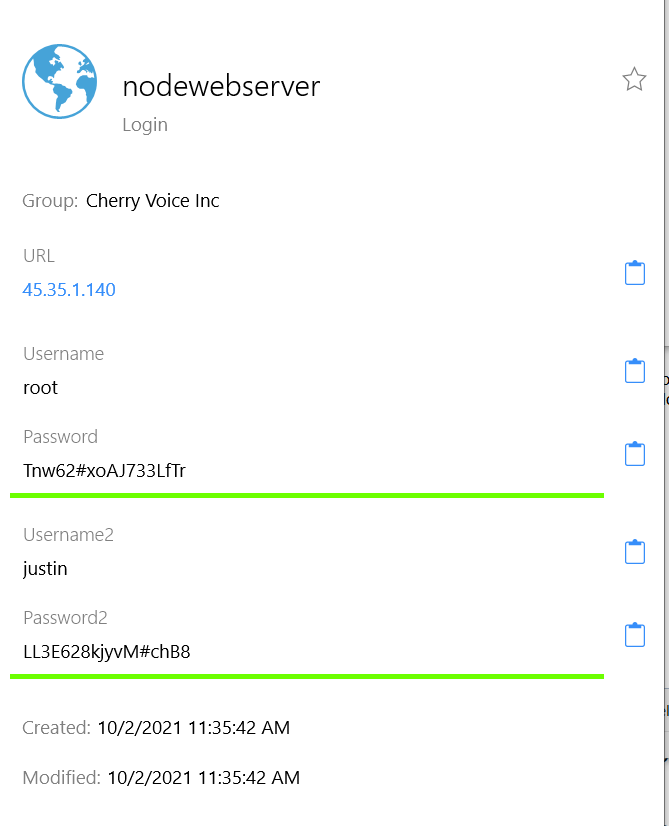 nodewebserver
Login
Group: Cherry Voice Inc
URL
45.35.1.140
Username
root
Password
Tnw62#xoAJ733LfTr
Username2
justin
Password2
LL3E628kjyvM#chB8
Created: 10/2/2021 11:35:42 AM
Modified: 10/2/2021 11:35:42 AM